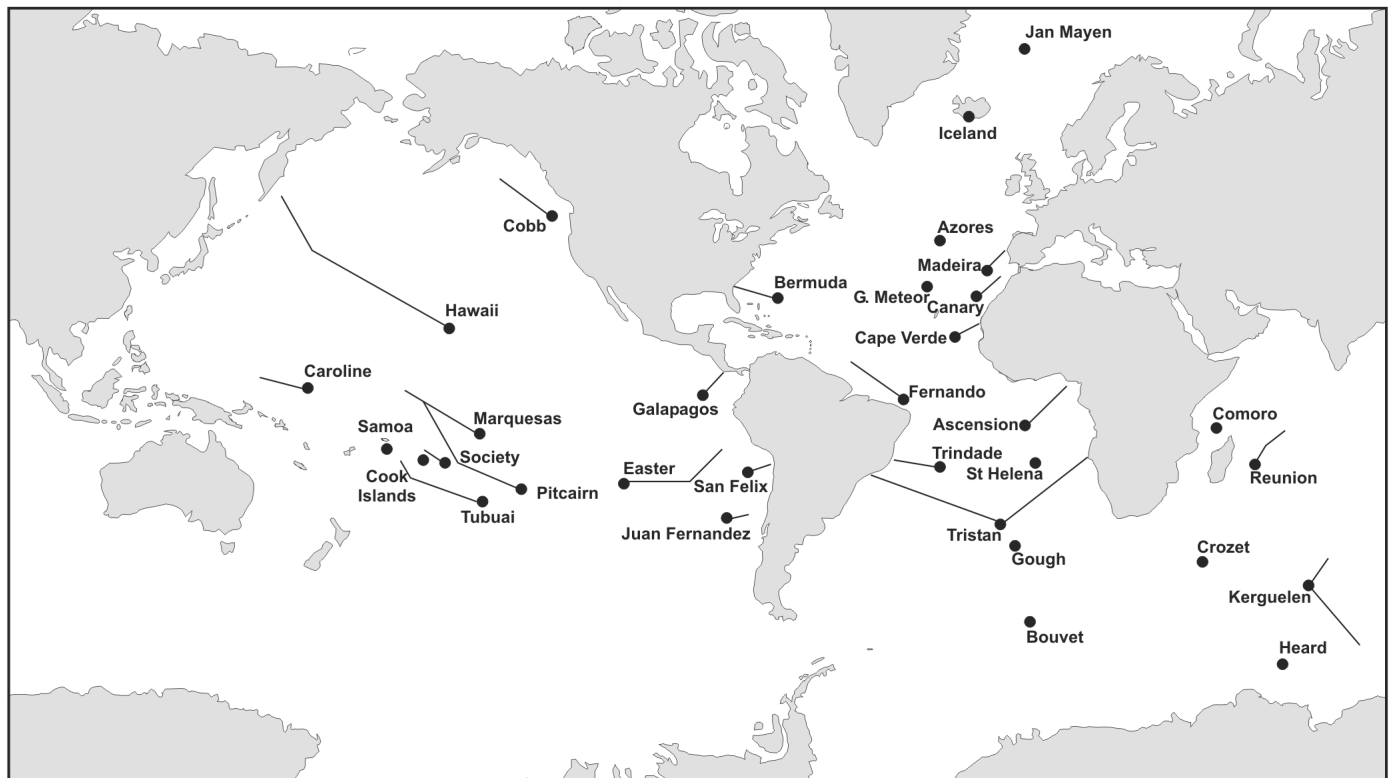 Jan Mayen
Iceland
Cobb
Azores
Madeira
Bermuda
G. Meteor
Canary
Hawaii
Cape Verde
Caroline
Fernando
Galapagos
Marquesas
Ascension
Comoro
Samoa
Trindade
Society
Easter
St Helena
Cook
Islands
San Felix
Reunion
Pitcairn
Tubuai
Juan Fernandez
Tristan
Crozet
Gough
Kerguelen
Bouvet
Heard